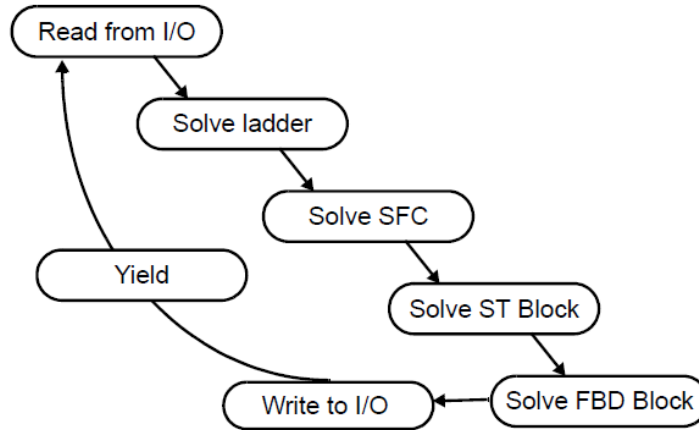 Read from I/O
Solve ladder
Solve SFC
Yield
Solve ST Block
Solve FBD Block
Write to I/O